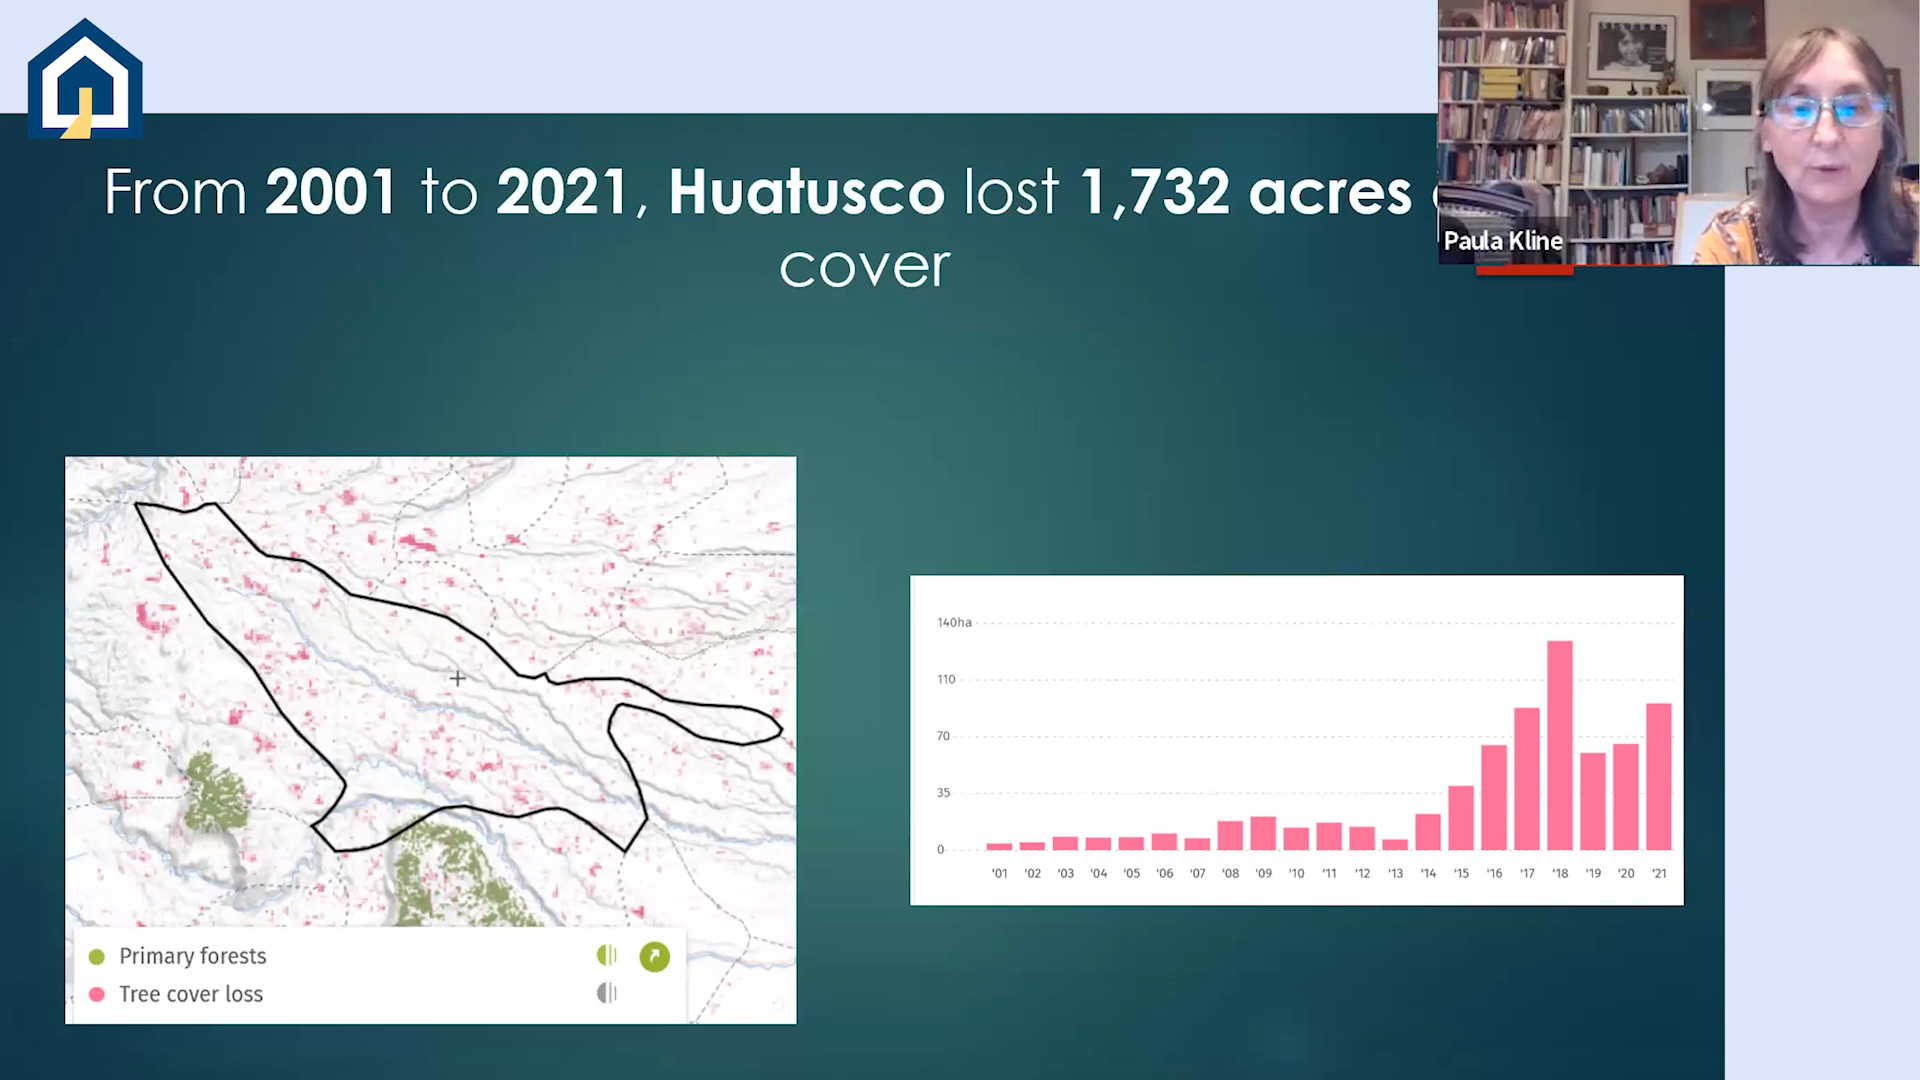 From 2001 to 2021, Huatusco lost 1,732 acres
cover
Paula Kline
Primary forests
Tree cover loss
140ha
110
70
35
0
'01 '02 '03 '04 '05 '06 '07 '08 '09 '10 '11 '12 '13 '14 '15 '16 '17 '18 '19 '20 '21